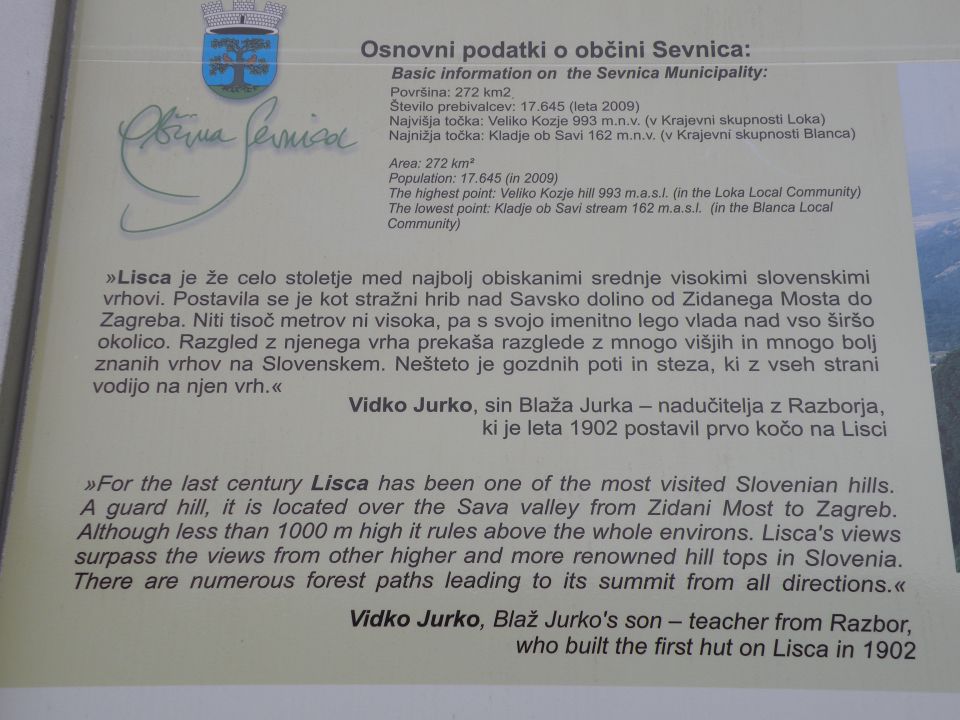 Občina Sevnica
Osnovni podatki o občini Sevnica:
Basic information on the Sevnica Municipality:
Površina: 272 km2.
Število prebivalcev: 17.645 (leta 2009)
Najvišja točka: Veliko Kozje 993 m.n.v. (v Krajevni skupnosti Loka)
Najnižja točka: Kladje ob Savi 162 m.n.v. (v Krajevni skupnosti Blanca)
Area: 272 km²
Population: 17.645 (in 2009)
The highest point: Veliko Kozje hill 993 m.a.s.l. (in the Loka Local Community)
The lowest point: Kladje ob Savi stream 162 m.a.s.l. (in the Blanca Local
Community)
»Lisca je že celo stoletje med najbolj obiskanimi srednje visokimi slovenskimi
vrhovi. Postavila se je kot stražni hrib nad Savsko dolino od Zidanega Mosta do
Zagreba. Niti tisoč metrov ni visoka, pa s svojo imenitno lego vlada nad vso širšo
okolico. Razgled z njenega vrha prekaša razglede z mnogo višjih in mnogo bolj
znanih vrhov na Slovenskem. Nešteto je gozdnih poti in steza, ki z vseh strani
vodijo na njen vrh.«
Vidko Jurko, sin Blaža Jurka – nadučitelja z Razborja,
ki je leta 1902 postavil prvo kočo na Lisci
»For the last century Lisca has been one of the most visited Slovenian hills.
A guard hill, it is located over the Sava valley from Zidani Most to Zagreb.
Although less than 1000 m high it rules above the whole environs. Lisca's views
surpass the views from other higher and more renowned hill tops in Slovenia.
There are numerous forest paths leading to its summit from all directions.«
Vidko Jurko, Blaž Jurko's son – teacher from Razbor,
who built the first hut on Lisca in 1902